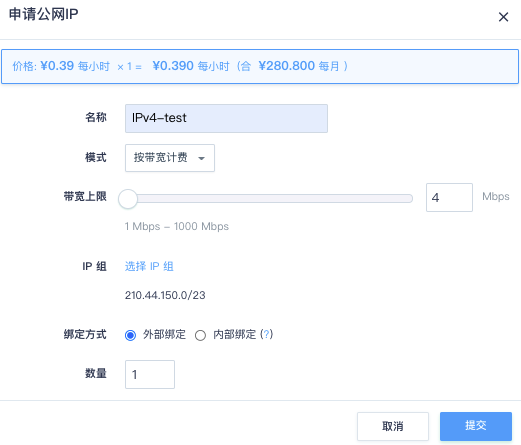 申请公网IP
价格: ¥0.39 每小时 × 1 = ¥0.390 每小时 (合 ¥280.800 每月 )
名称 IPv4-test
模式 按带宽计费
带宽上限 4 Mbps
1 Mbps - 1000 Mbps
IP 组 选择 IP 组
210.44.150.0/23
绑定方式 外部绑定 内部绑定 (?)
数量 1
取消 提交